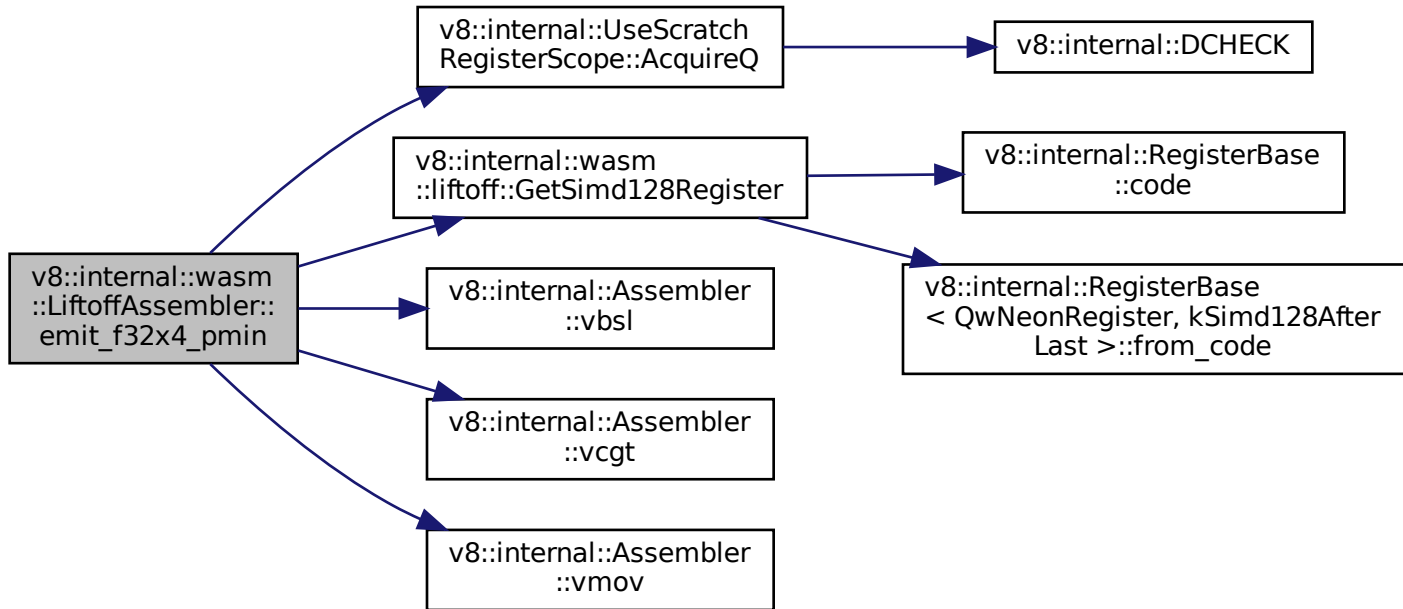 v8::internal::wasm
::LiftoffAssembler::
emit_f32x4_pmin
v8::internal::UseScratch
RegisterScope::AcquireQ
v8::internal::DCHECK
v8::internal::wasm
::liftoff::GetSimd128Register
v8::internal::RegisterBase
::code
v8::internal::RegisterBase
< QwNeonRegister, kSimd128After
Last >::from_code
v8::internal::Assembler
::vbsl
v8::internal::Assembler
::vcgt
v8::internal::Assembler
::vmov